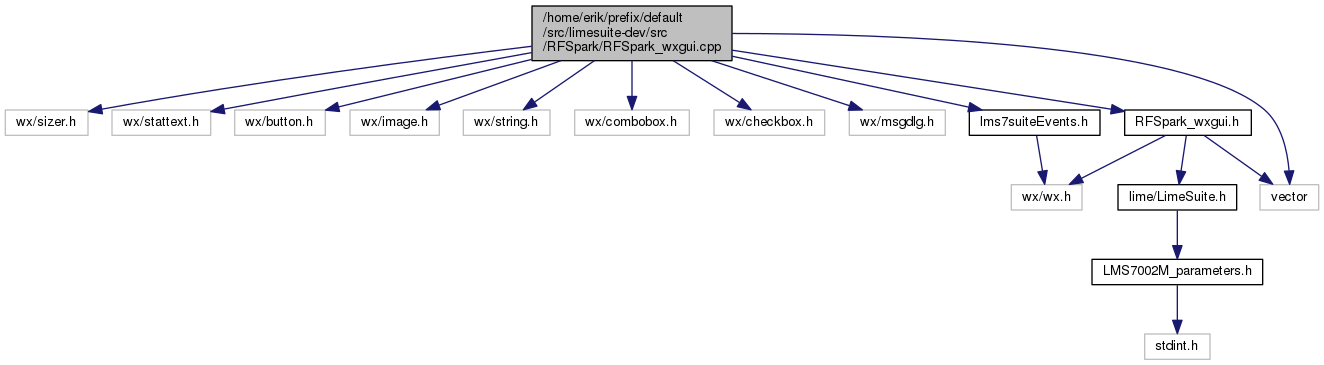 /home/erik/prefix/default
/src/limesuite-dev/src
/RFSpark/RFSpark_wxgui.cpp
wx/sizer.h
wx/stattext.h
wx/button.h
wx/image.h
wx/string.h
wx/combobox.h
wx/checkbox.h
wx/msgdlg.h
lms7suiteEvents.h
RFSpark_wxgui.h
wx/wx.h
lime/LimeSuite.h
vector
LMS7002M_parameters.h
stdint.h